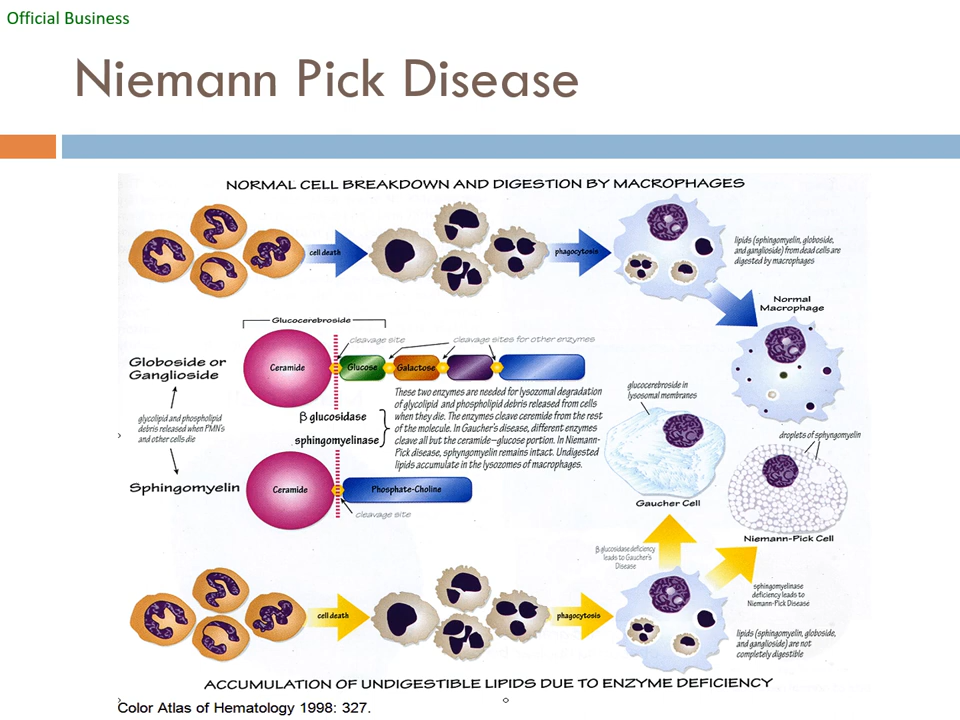 Official Business
Niemann Pick Disease
NORMAL CELL BREAKDOWN AND DIGESTION BY MACROPHAGES
cell death
phagocytosis
lipids (sphingomyelin, globoside,
and ganglioside) from dead cells are
digested by macrophages
Normal
Macrophage
Glucocerebroside
cleavage site
cleavage sites for other enzymes
Globoside or
Ganglioside
Ceramide
Glucose
Galactose
glycolipid and phospholipid
debris released when PMN's
and other cells die
β glucosidase
sphingomyelinase
These two enzymes are needed for lysosomal degradation
of glycolipid and phospholipid debris released from cells
when they die. The enzymes cleave ceremide from the rest
of the molecule. In Gaucher's disease, different enzymes
cleave all but the ceramide–glucose portion. In Niemann-
Pick disease, sphyngomyelin remains intact. Undigested
lipids accumulate in the lysozomes of macrophages.
glucocerebroside in
lysosomal membranes
Gaucher Cell
droplets of sphyngomyelin
Niemann-Pick Cell
Sphingomyelin
Ceramide
Phosphate-Choline
cleavage site
β glucosidase deficiency
leads to Gaucher's
Disease
sphingomyelinase
deficiency leads to
Niemann-Pick Disease
cell death
phagocytosis
lipids (sphingomyelin, globoside,
and ganglioside) are not
completely digestible
ACCUMULATION OF UNDIGESTIBLE LIPIDS DUE TO ENZYME DEFICIENCY
Color Atlas of Hematology 1998: 327.